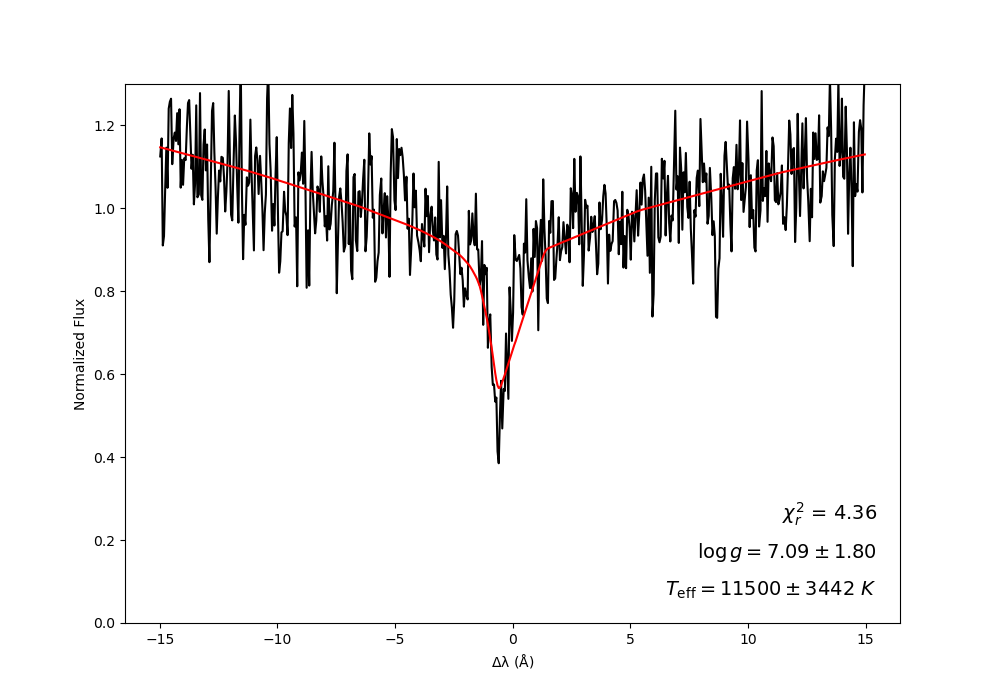 1.2
1.0
0.8
0.6
0.4
0.2
0.0
Normalized Flux
χ²ᵣ = 4.36
log g = 7.09 ± 1.80
T_eff = 11500 ± 3442 K
−15 −10 −5 0 5 10 15
Δλ (Å)